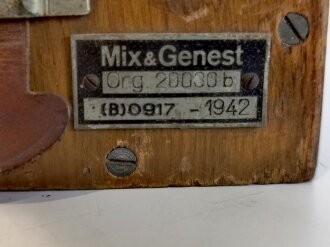 Mix&Genest
Org. 20030 b
(B)0917 - 1942